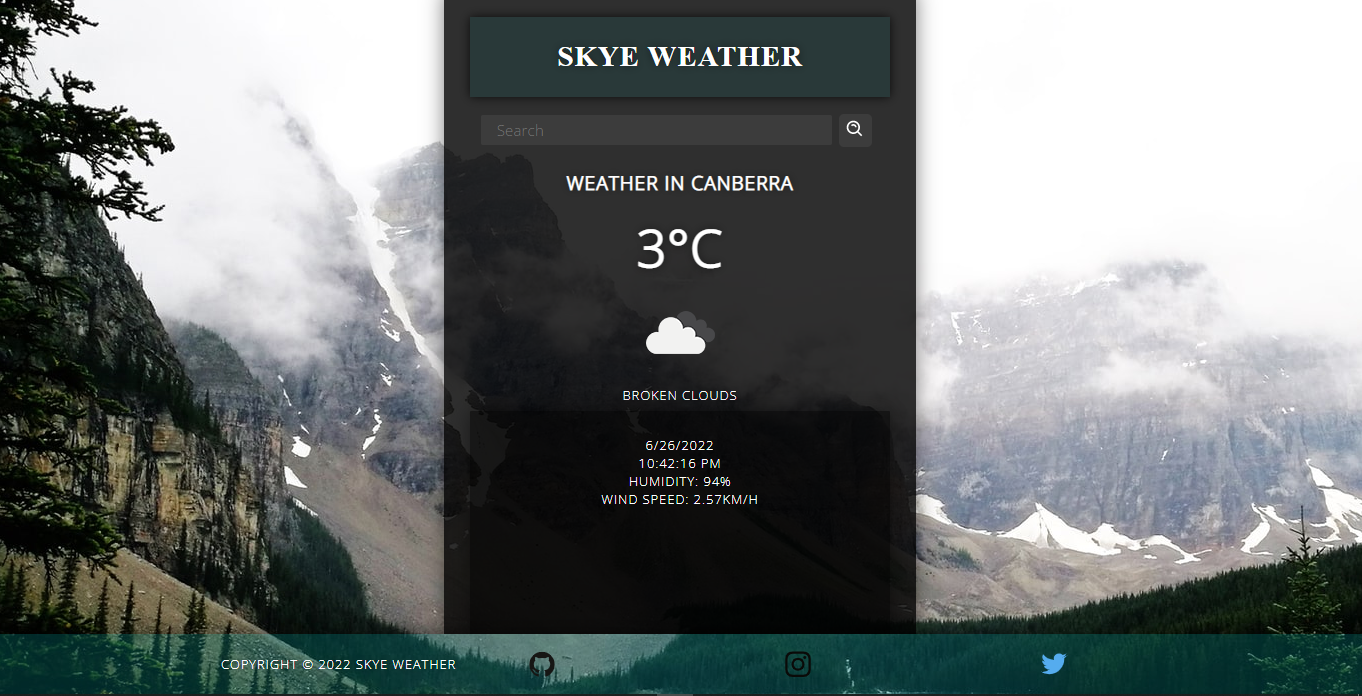 SKYE WEATHER
Search
WEATHER IN CANBERRA
3°C
BROKEN CLOUDS
6/26/2022
10:42:16 PM
HUMIDITY: 94%
WIND SPEED: 2.57KM/H
COPYRIGHT © 2022 SKYE WEATHER